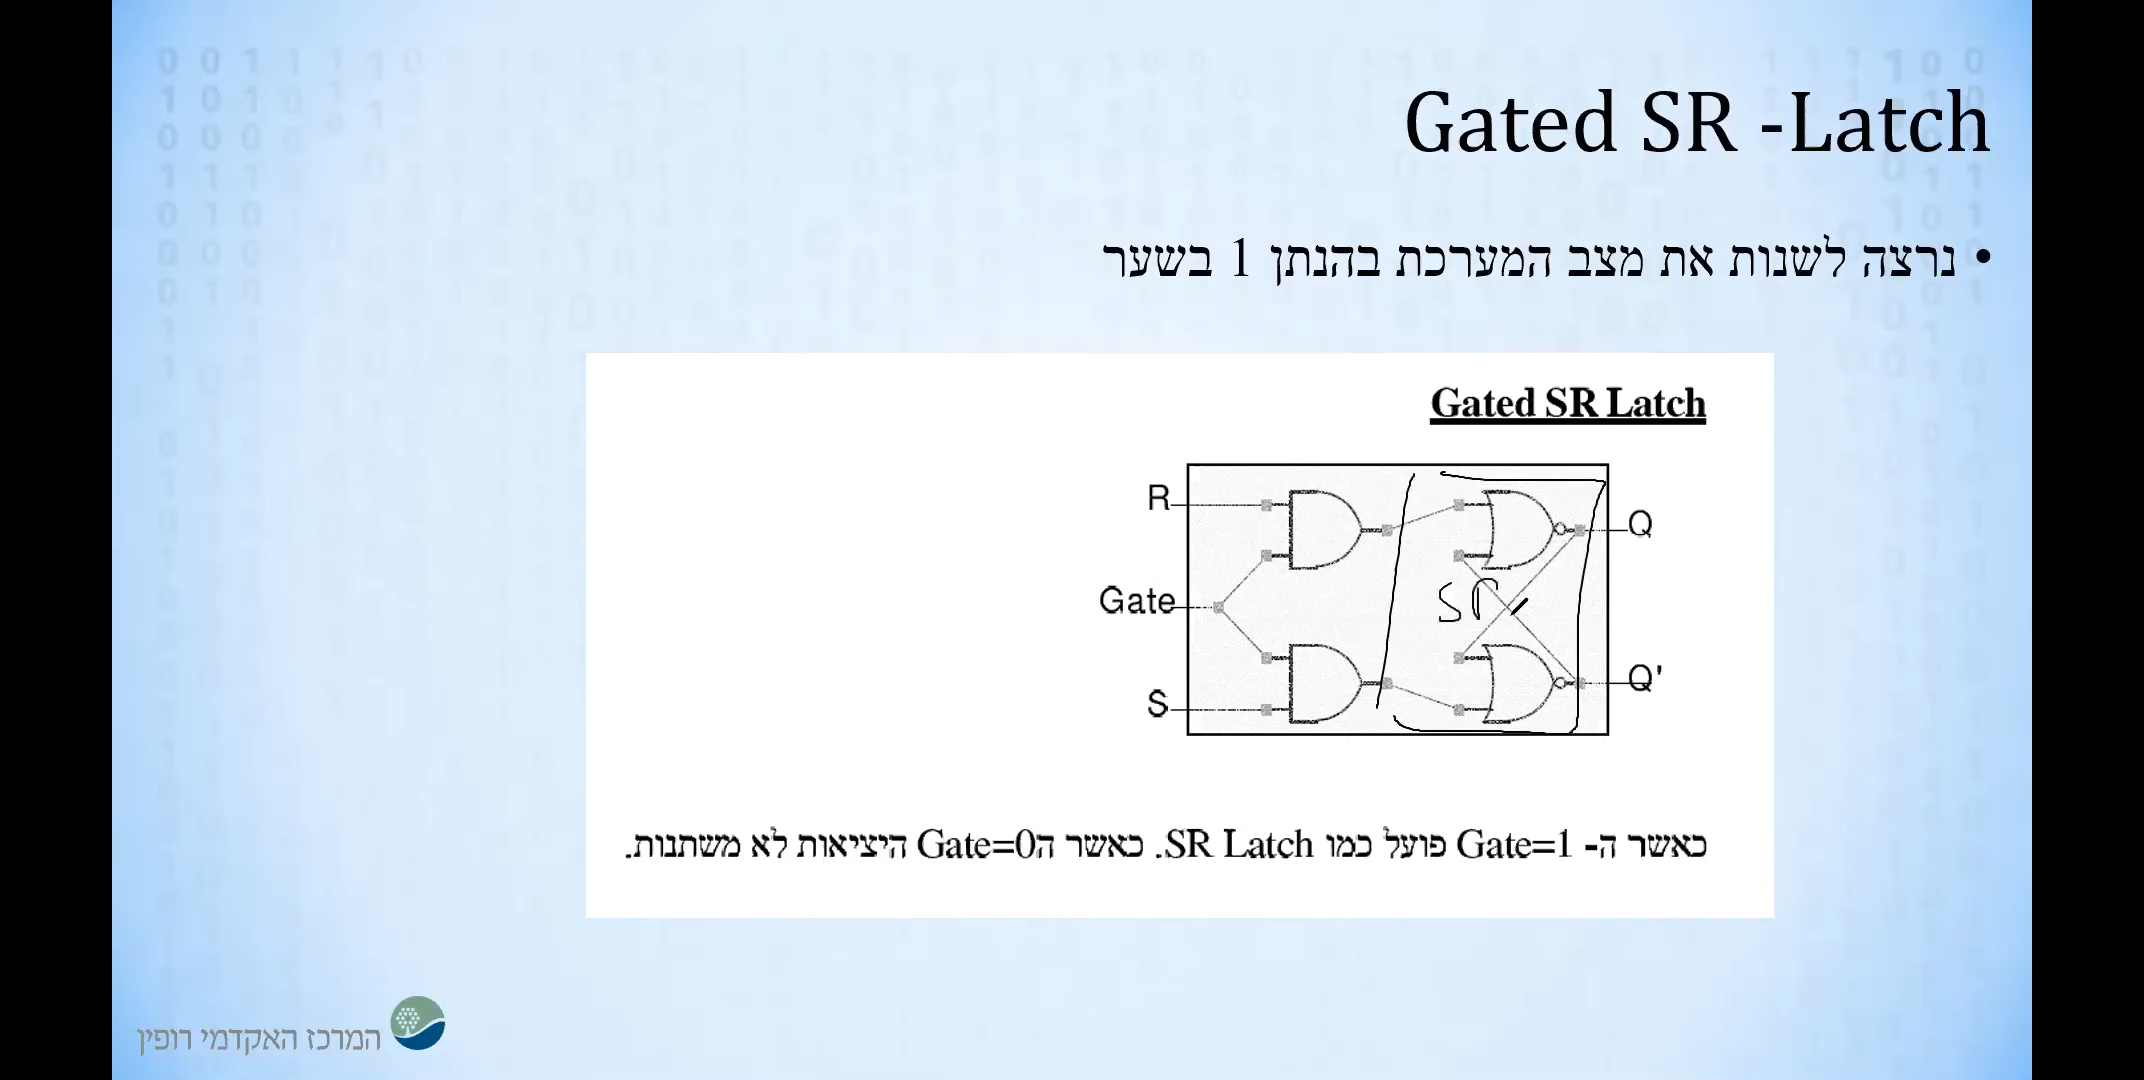 Gated SR -Latch
• נרצה לשנות את מצב המערכת בהנתן 1 בשער
Gated SR Latch
R
Q
Gate
SR
S
Q'
כאשר ה- Gate=1 פועל כמו SR Latch. כאשר הGate=0 היציאות לא משתנות.
המרכז האקדמי רופין